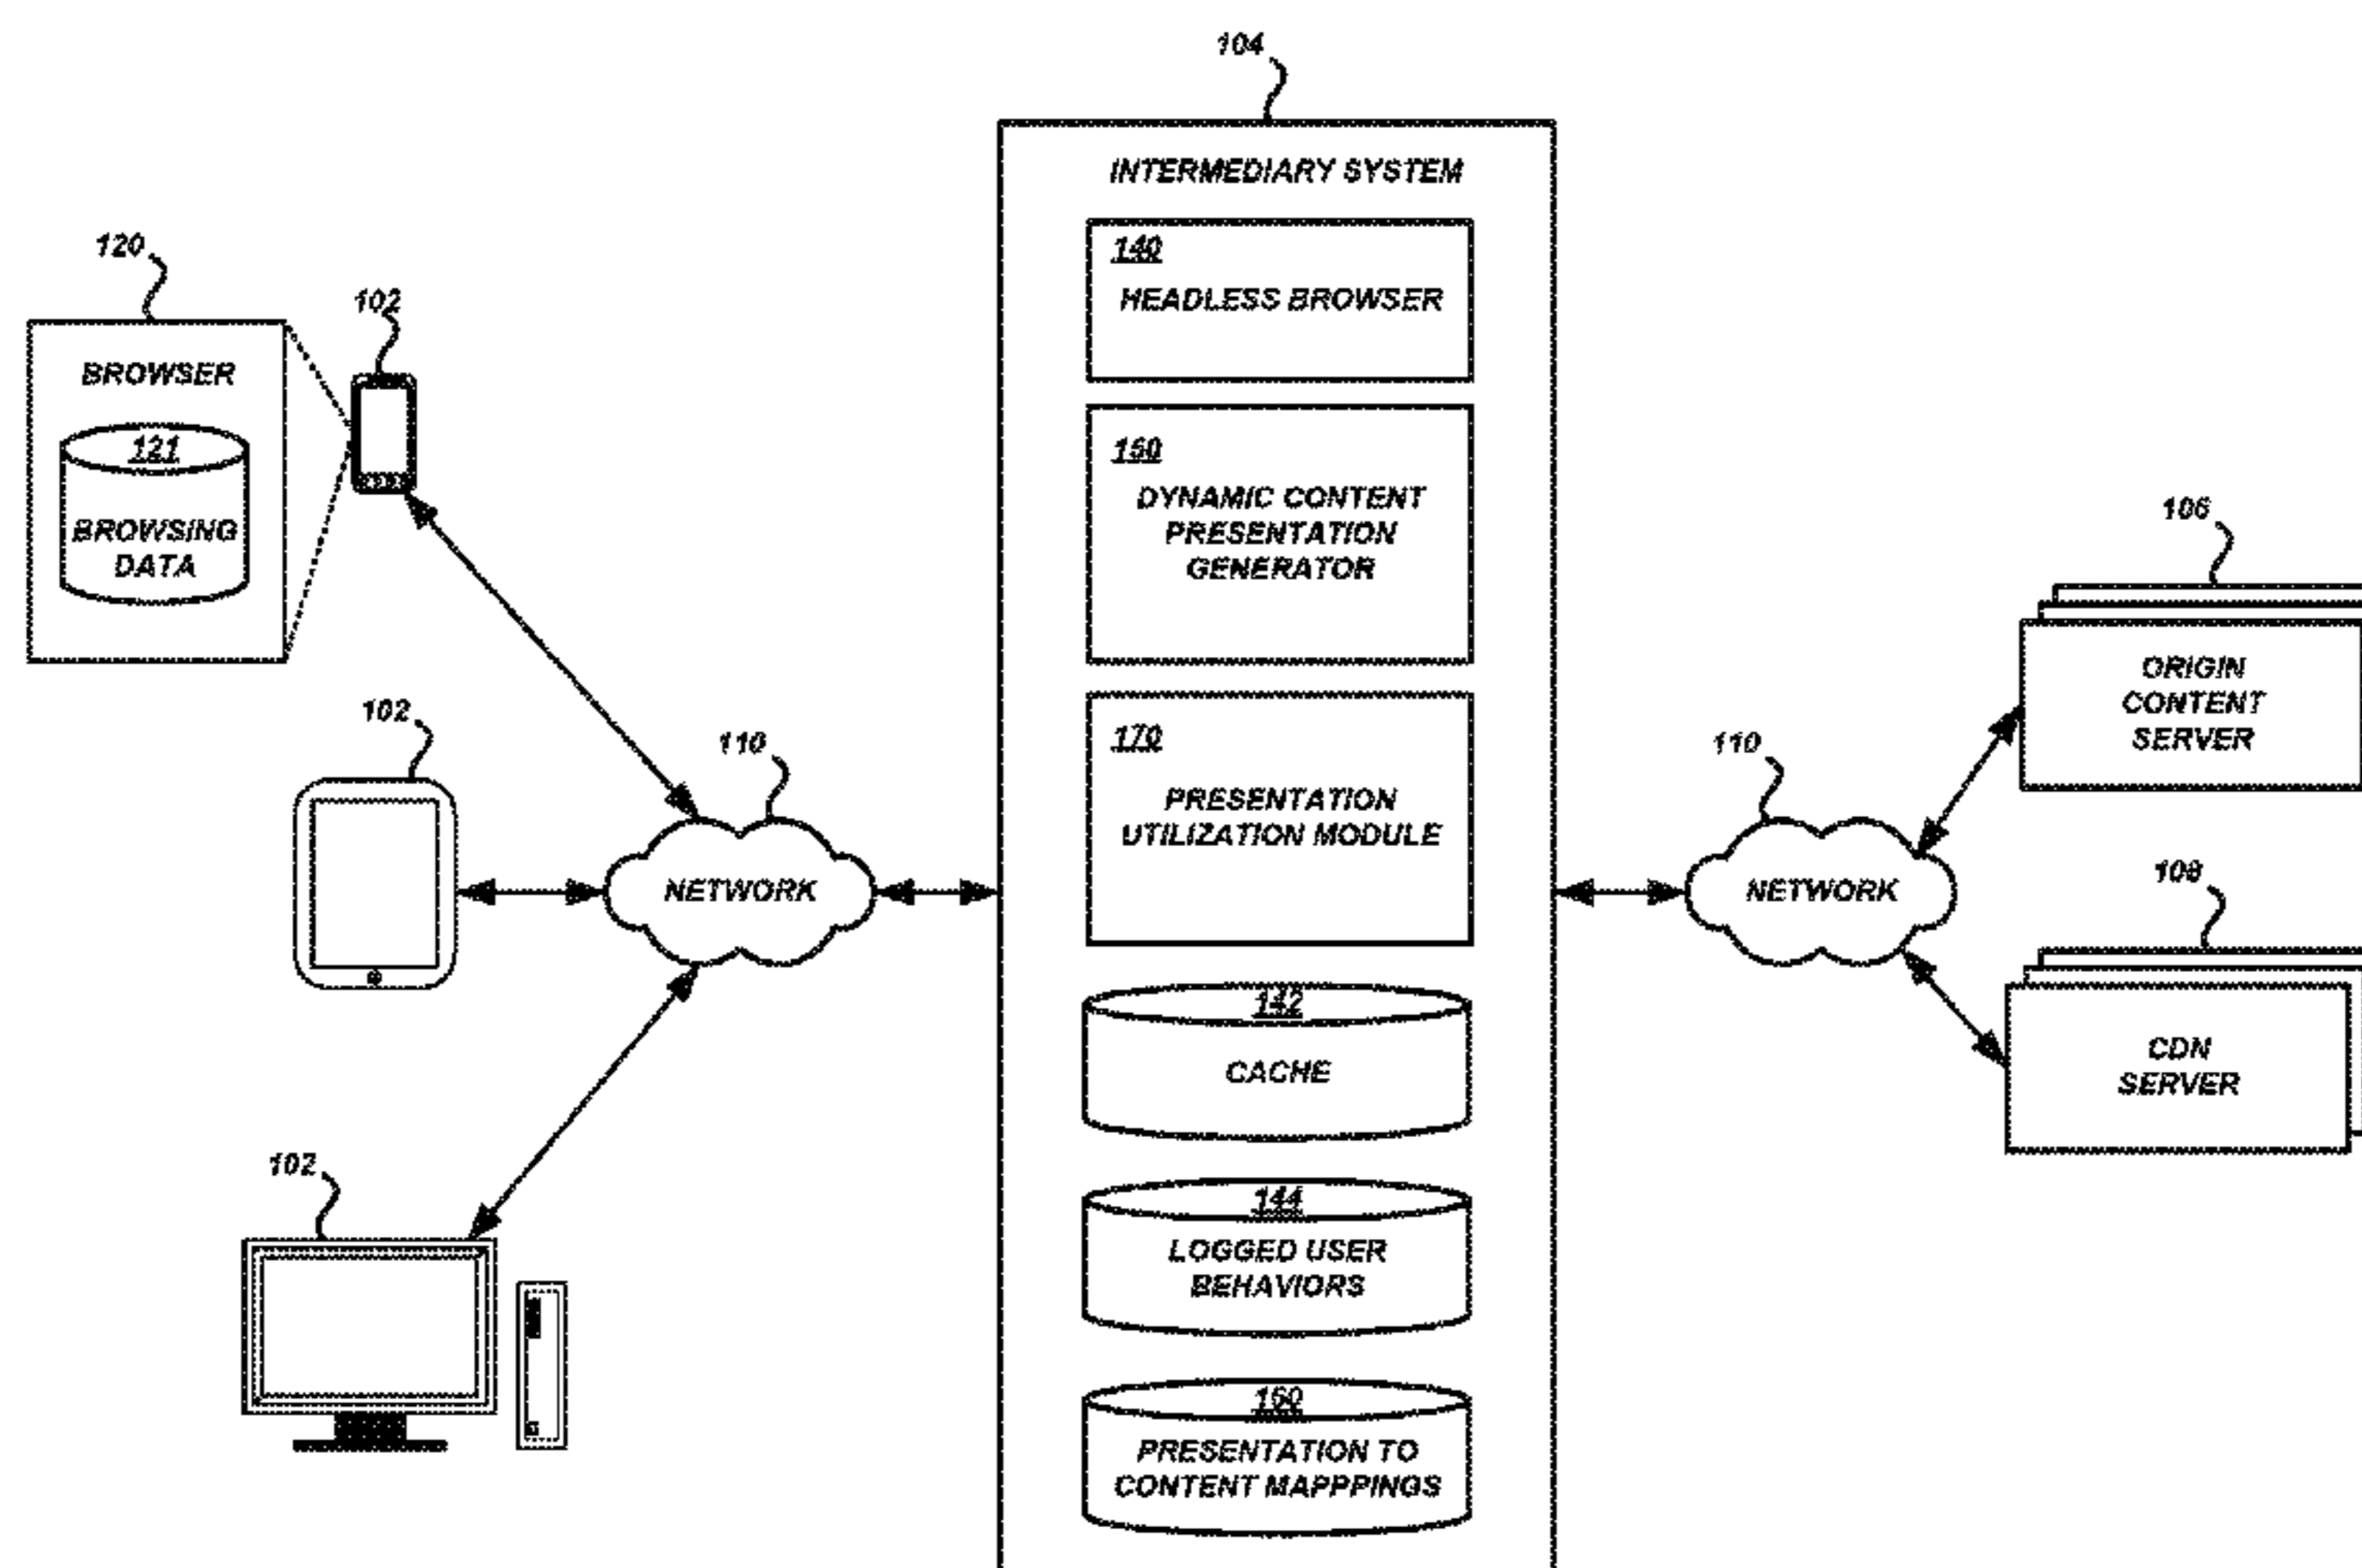 104
INTERMEDIARY SYSTEM
140
HEADLESS BROWSER
150
DYNAMIC CONTENT
PRESENTATION
GENERATOR
170
PRESENTATION
UTILIZATION MODULE
142
CACHE
144
LOGGED USER
BEHAVIORS
160
PRESENTATION TO
CONTENT MAPPPINGS
120
BROWSER
121
BROWSING
DATA
102
102
102
110
NETWORK
110
NETWORK
106
ORIGIN
CONTENT
SERVER
108
CDN
SERVER